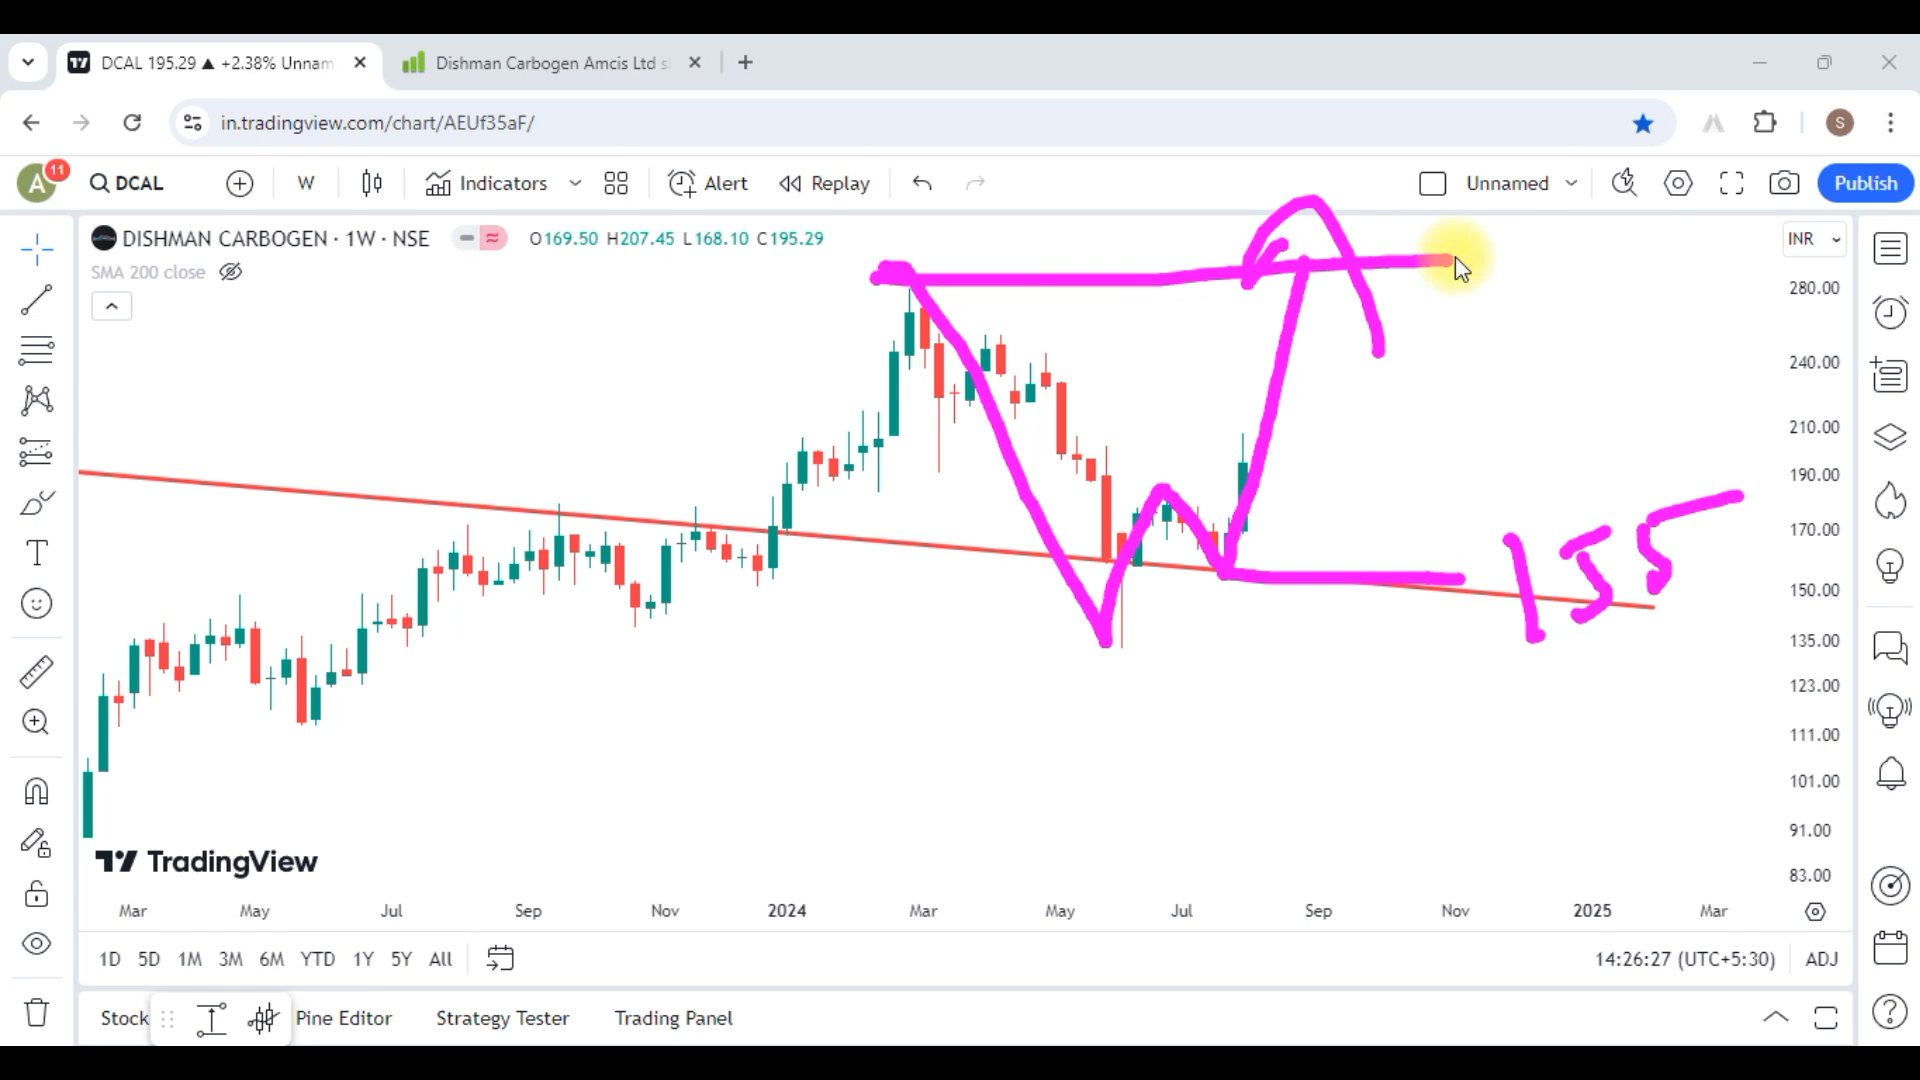 DCAL 195.29 ▲ +2.38% Unnam
Dishman Carbogen Amcis Ltd s
in.tradingview.com/chart/AEUf35aF/
S
A 11 DCAL W Indicators Alert Replay Unnamed Publish
DISHMAN CARBOGEN · 1W · NSE O169.50 H207.45 L168.10 C195.29
INR
SMA 200 close
280.00
240.00
210.00
190.00
170.00
155
150.00
135.00
123.00
111.00
101.00
91.00
TradingView
83.00
Mar May Jul Sep Nov 2024 Mar May Jul Sep Nov 2025 Mar
1D 5D 1M 3M 6M YTD 1Y 5Y All 14:26:27 (UTC+5:30) ADJ
Stock Pine Editor Strategy Tester Trading Panel